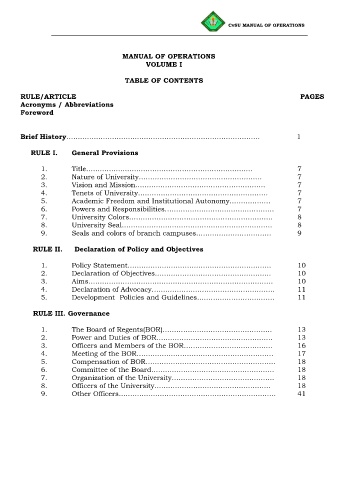 CvSU MANUAL OF OPERATIONS
MANUAL OF OPERATIONS
VOLUME I
TABLE OF CONTENTS
RULE/ARTICLE PAGES
Acronyms / Abbreviations
Foreword
Brief History........................................................................ 1
RULE I. General Provisions
1. Title.............................................................. 7
2. Nature of University.............................................. 7
3. Vision and Mission................................................ 7
4. Tenets of University.............................................. 7
5. Academic Freedom and Institutional Autonomy.................. 7
6. Powers and Responsibilities....................................... 7
7. University Colors................................................. 8
8. University Seal................................................... 8
9. Seals and colors of branch campuses............................... 9
RULE II. Declaration of Policy and Objectives
1. Policy Statement.................................................. 10
2. Declaration of Objectives......................................... 10
3. Aims.............................................................. 10
4. Declaration of Advocacy........................................... 11
5. Development Policies and Guidelines............................... 11
RULE III. Governance
1. The Board of Regents(BOR)......................................... 13
2. Power and Duties of BOR........................................... 13
3. Officers and Members of the BOR................................... 16
4. Meeting of the BOR................................................ 17
5. Compensation of BOR............................................... 18
6. Committee of the Board............................................ 18
7. Organization of the University.................................... 18
8. Officers of the University........................................ 18
9. Other Officers.................................................... 41